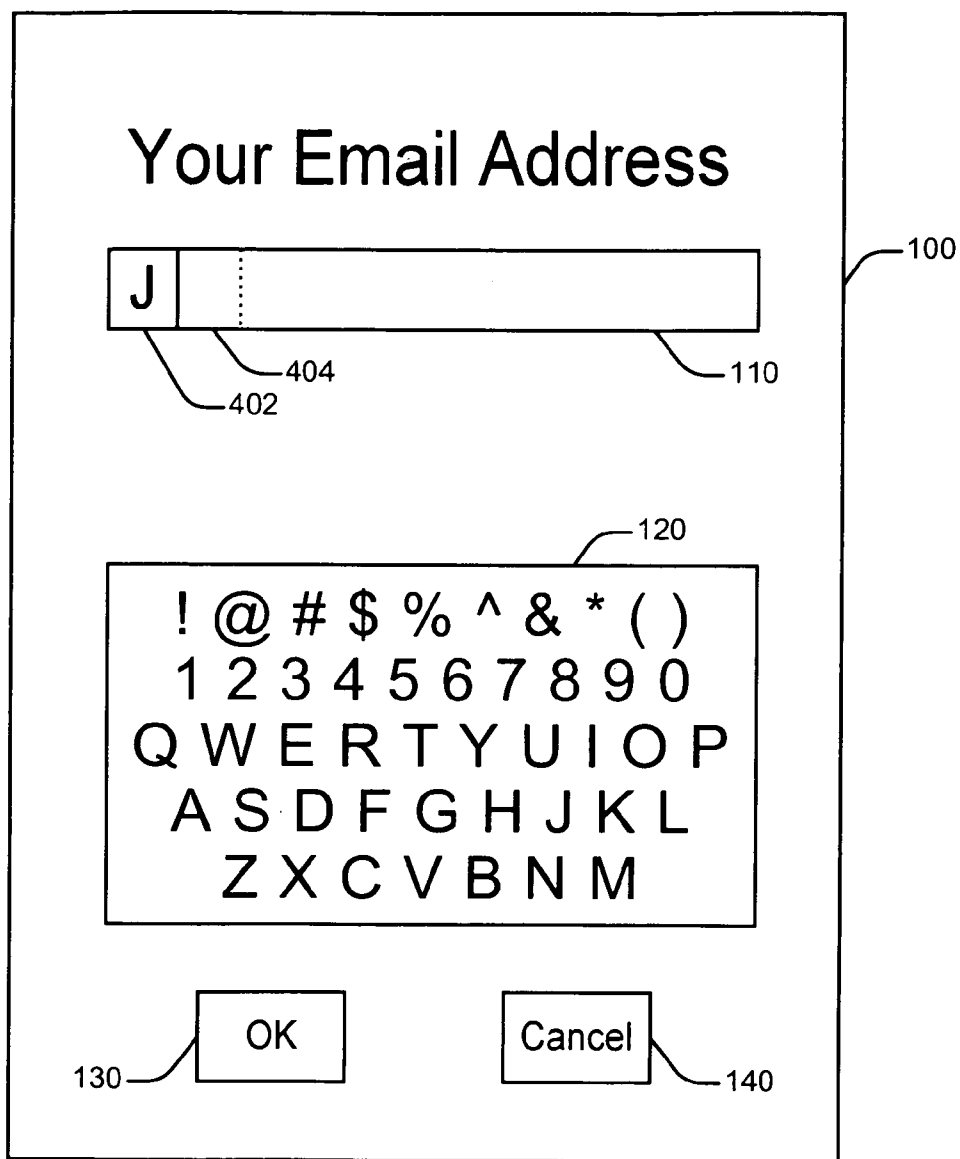 Your Email Address
100
J
404
110
402
120
! @ # $ % ^ & * ( )
1 2 3 4 5 6 7 8 9 0
Q W E R T Y U I O P
A S D F G H J K L
Z X C V B N M
OK
Cancel
130
140